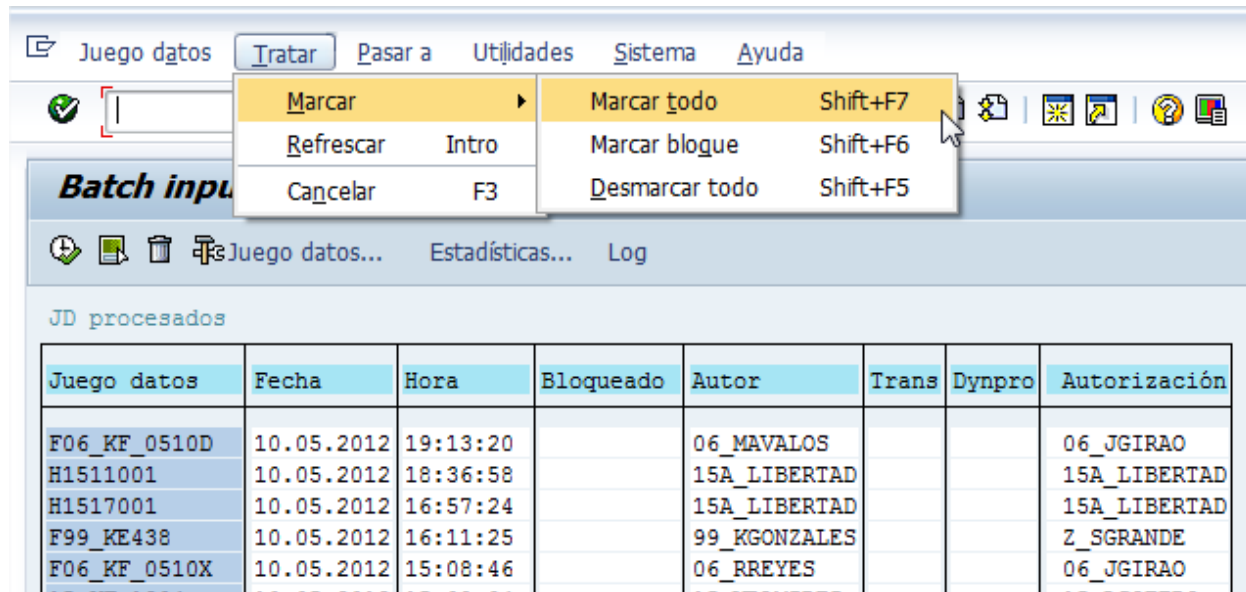 Juego datos Tratar Pasar a Utilidades Sistema Ayuda
Marcar Marcar todo Shift+F7
Refrescar Intro Marcar bloque Shift+F6
Cancelar F3 Desmarcar todo Shift+F5
Batch inpu
Juego datos... Estadísticas... Log
JD procesados
Juego datos Fecha Hora Bloqueado Autor Trans Dynpro Autorización
F06_KF_0510D 10.05.2012 19:13:20 06_MAVALOS 06_JGIRAO
H1511001 10.05.2012 18:36:58 15A_LIBERTAD 15A_LIBERTAD
H1517001 10.05.2012 16:57:24 15A_LIBERTAD 15A_LIBERTAD
F99_KE438 10.05.2012 16:11:25 99_KGONZALES Z_SGRANDE
F06_KF_0510X 10.05.2012 15:08:46 06_RREYES 06_JGIRAO